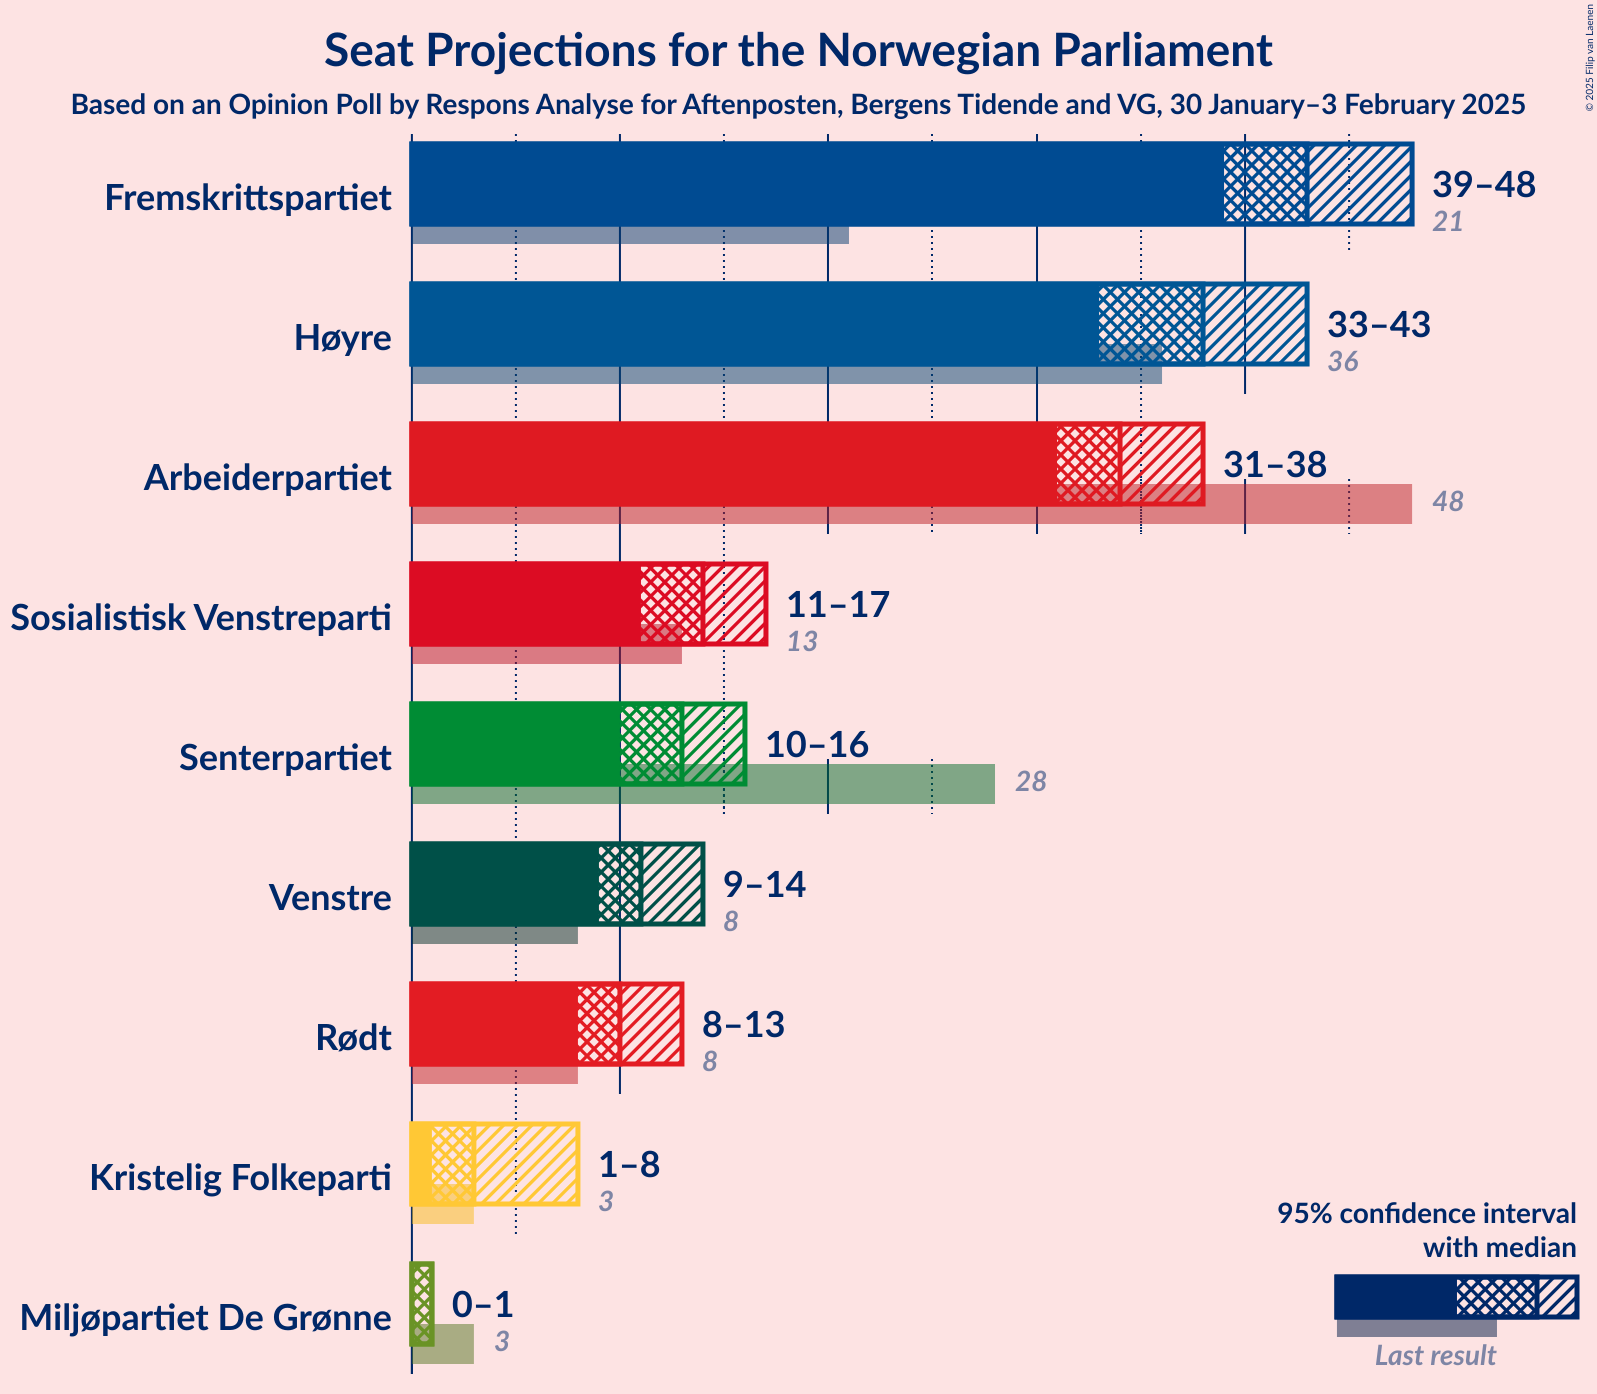 Seat Projections for the Norwegian Parliament
Based on an Opinion Poll by Respons Analyse for Aftenposten, Bergens Tidende and VG, 30 January–3 February 2025
© 2025 Filip van Laenen
Fremskrittspartiet
39–48
21
Høyre
33–43
36
Arbeiderpartiet
31–38
48
Sosialistisk Venstreparti
11–17
13
Senterpartiet
10–16
28
Venstre
9–14
8
Rødt
8–13
8
Kristelig Folkeparti
1–8
3
Miljøpartiet De Grønne
0–1
3
95% confidence interval
with median
Last result